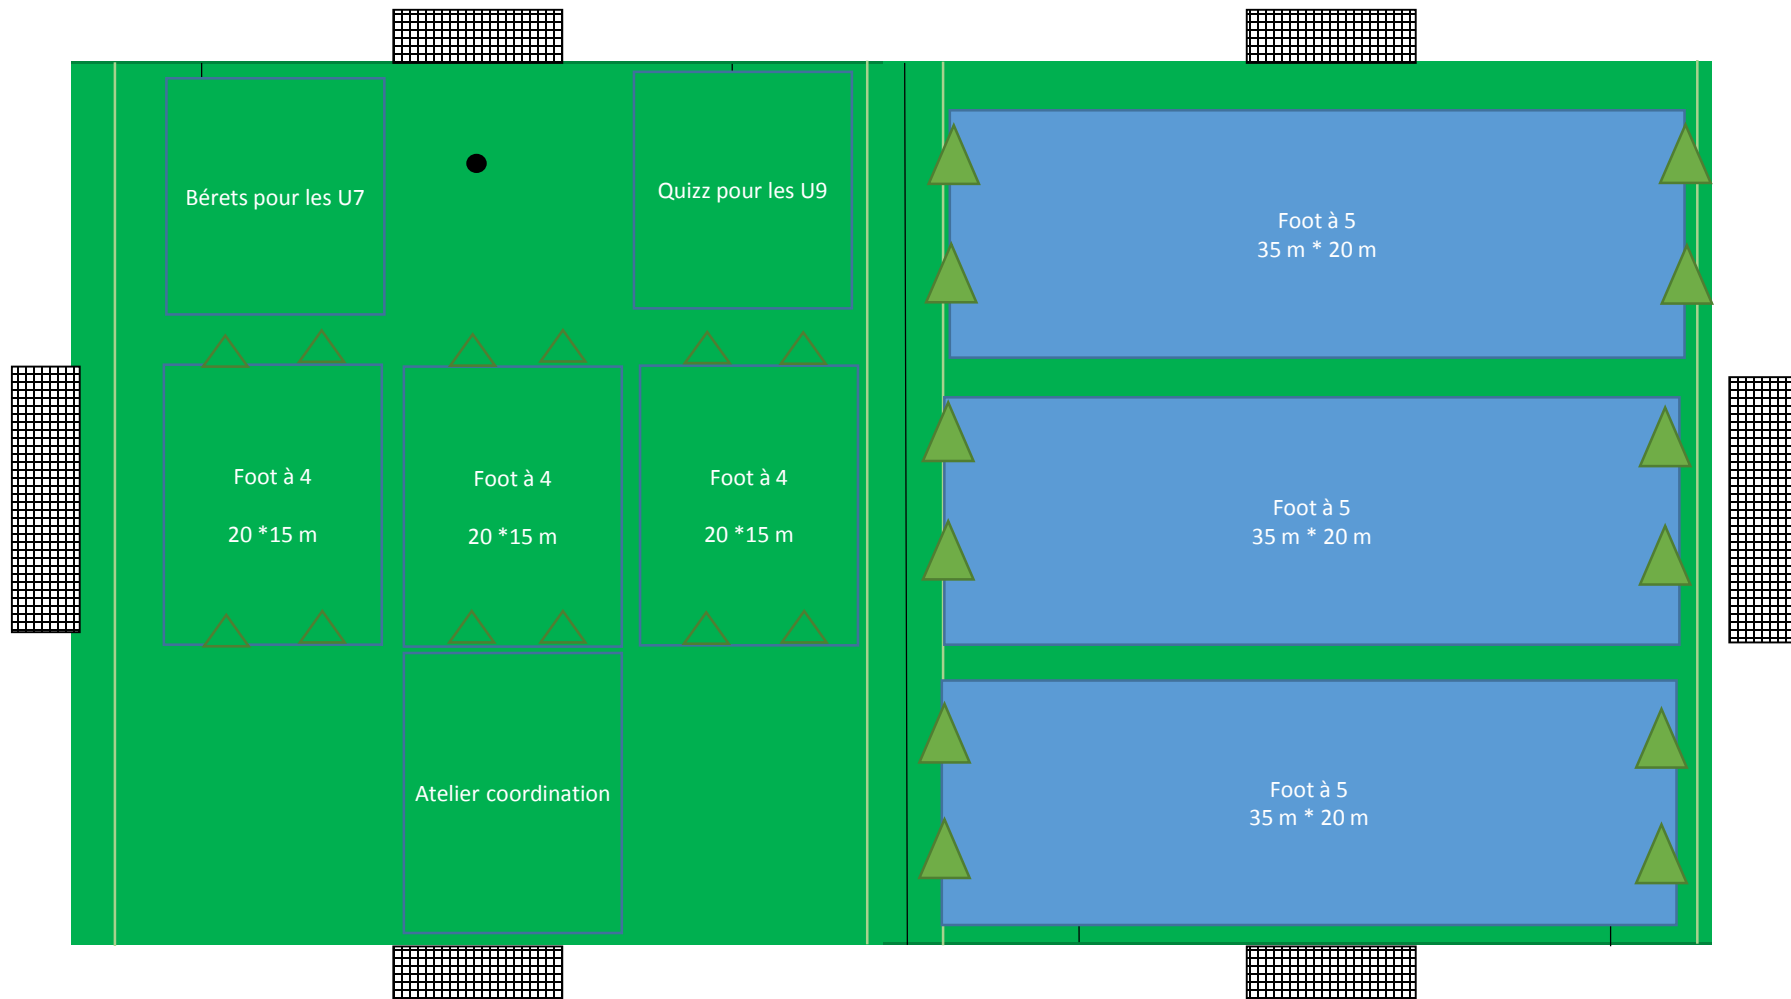 Bérets pour les U7
Quizz pour les U9
Foot à 5
35 m * 20 m
Foot à 4
20 *15 m
Foot à 4
20 *15 m
Foot à 4
20 *15 m
Foot à 5
35 m * 20 m
Atelier coordination
Foot à 5
35 m * 20 m